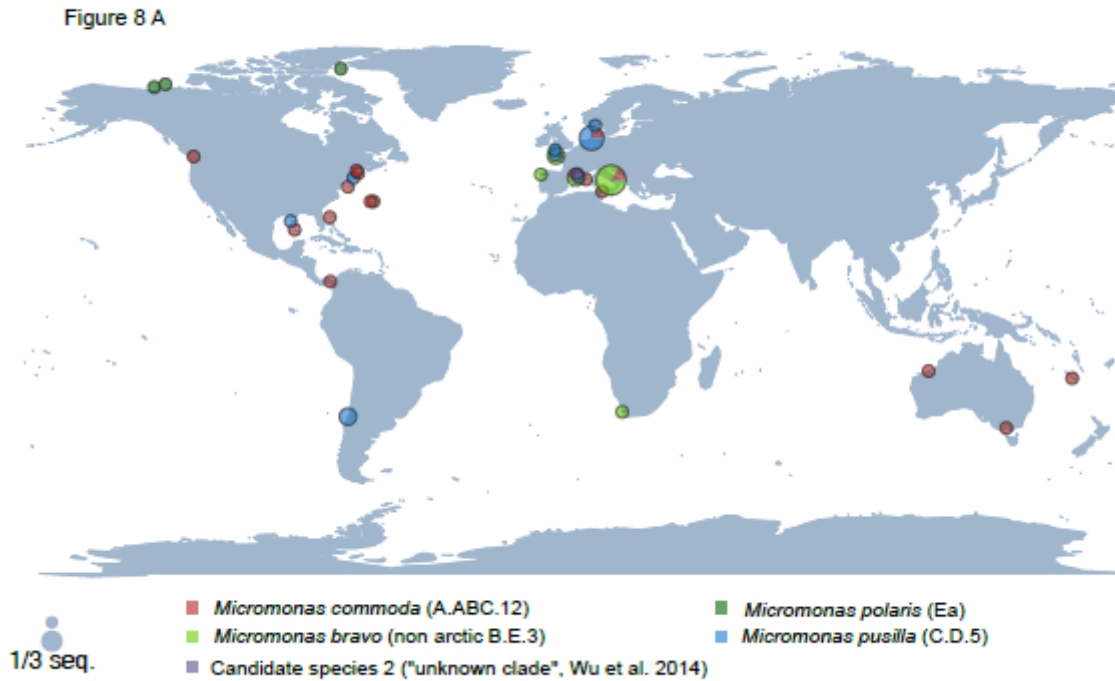 Figure 8 A
Micromonas commoda (A.ABC.12)
Micromonas polaris (Ea)
Micromonas bravo (non arctic B.E.3)
Micromonas pusilla (C.D.5)
1/3 seq.
Candidate species 2 ("unknown clade", Wu et al. 2014)